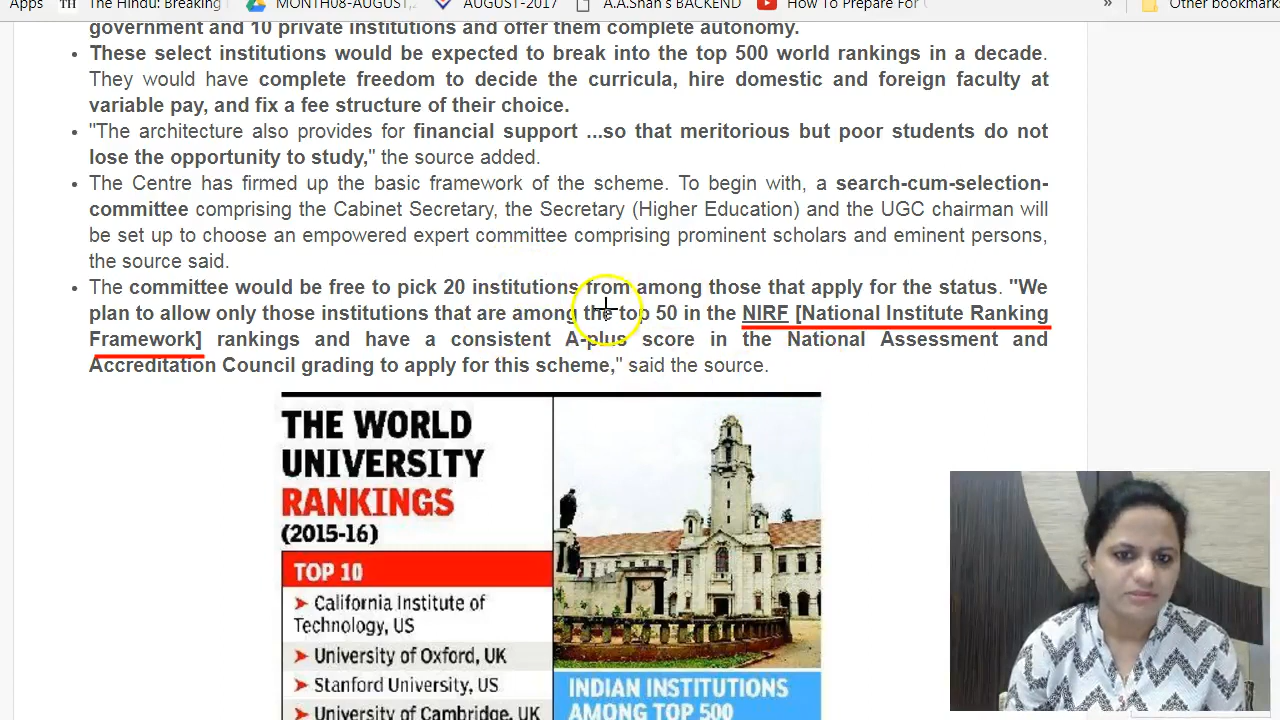 Apps
The Hindu: Breaking
MONTH08-AUGUST,
AUGUST-2017
A.A.Shah's BACKEND
How To Prepare For
»
Other bookmarks
government and 10 private institutions and offer them complete autonomy.
• These select institutions would be expected to break into the top 500 world rankings in a decade.
They would have complete freedom to decide the curricula, hire domestic and foreign faculty at
variable pay, and fix a fee structure of their choice.
• "The architecture also provides for financial support ...so that meritorious but poor students do not
lose the opportunity to study," the source added.
• The Centre has firmed up the basic framework of the scheme. To begin with, a search-cum-selection-
committee comprising the Cabinet Secretary, the Secretary (Higher Education) and the UGC chairman will
be set up to choose an empowered expert committee comprising prominent scholars and eminent persons,
the source said.
• The committee would be free to pick 20 institutions from among those that apply for the status. "We
plan to allow only those institutions that are among the top 50 in the NIRF [National Institute Ranking
Framework] rankings and have a consistent A-plus score in the National Assessment and
Accreditation Council grading to apply for this scheme," said the source.
THE WORLD
UNIVERSITY
RANKINGS
(2015-16)
TOP 10
California Institute of
Technology, US
University of Oxford, UK
Stanford University, US
University of Cambridge, UK
INDIAN INSTITUTIONS
AMONG TOP 500